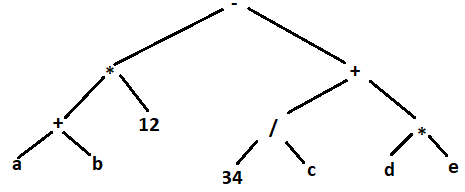 -
* +
+ 12 / *
a b 34 c d e